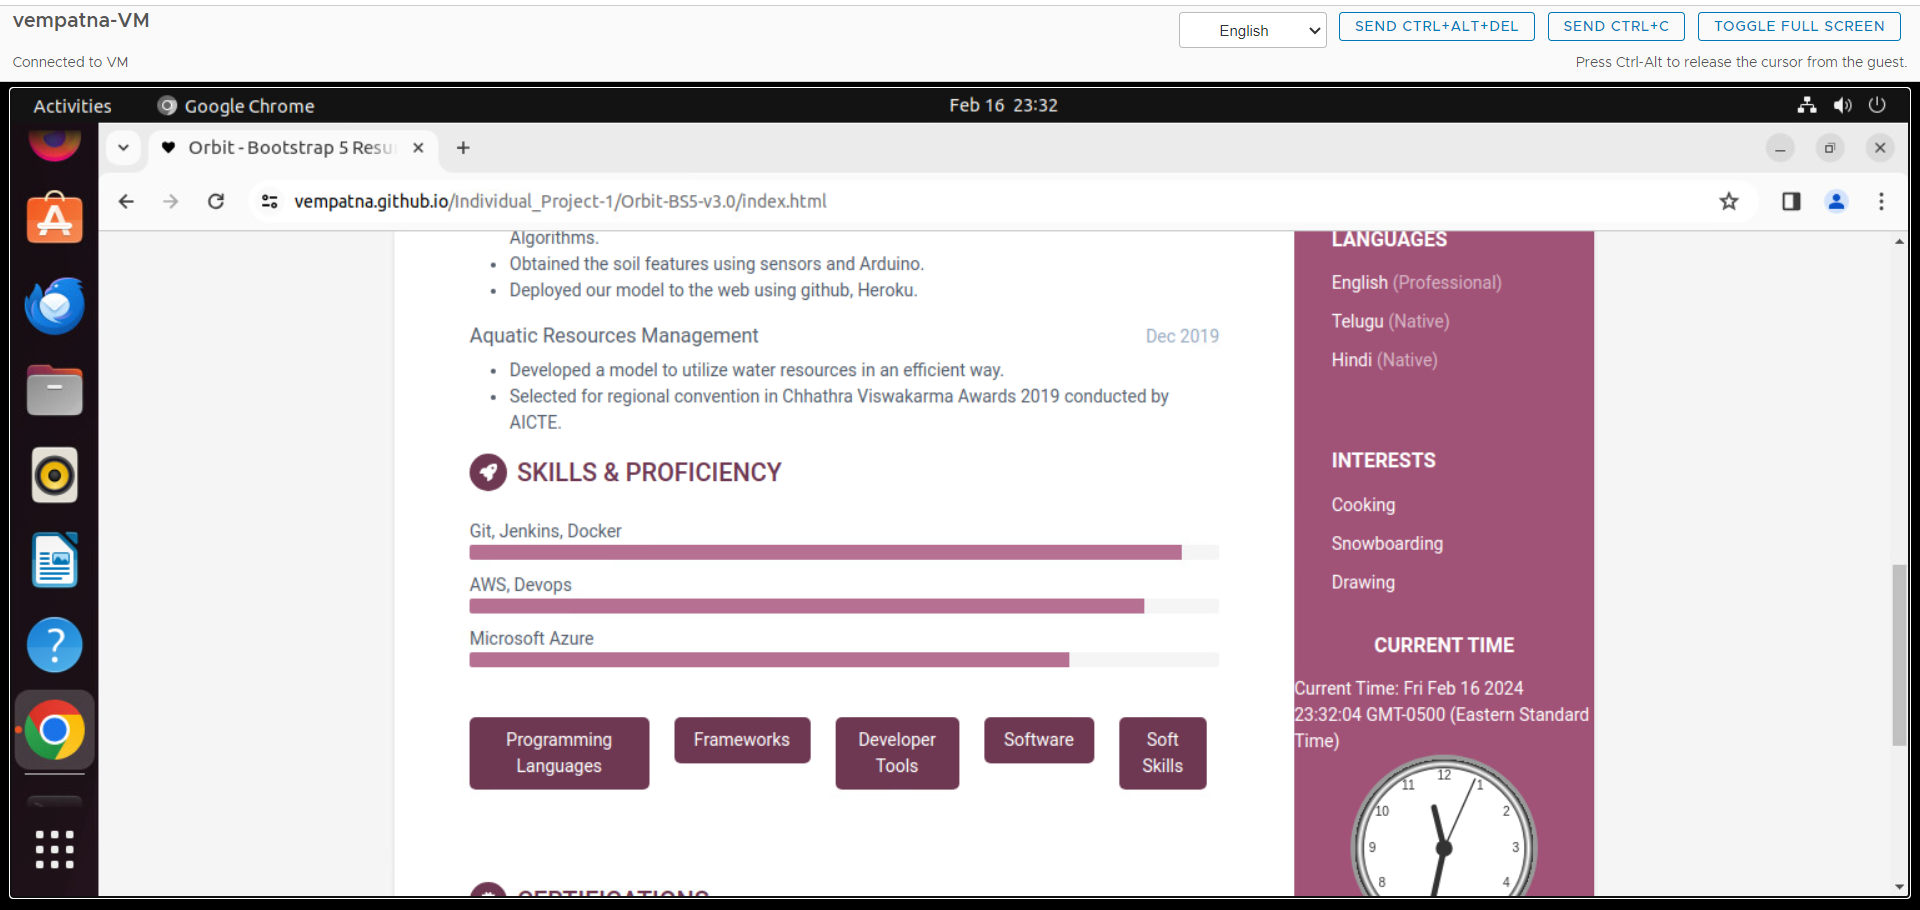 vempatna-VM
English
SEND CTRL+ALT+DEL
SEND CTRL+C
TOGGLE FULL SCREEN
Connected to VM
Press Ctrl-Alt to release the cursor from the guest.
Activities
Google Chrome
Feb 16 23:32
Orbit - Bootstrap 5 Resu
vempatna.github.io/Individual_Project-1/Orbit-BS5-v3.0/index.html
Algorithms.
• Obtained the soil features using sensors and Arduino.
• Deployed our model to the web using github, Heroku.
Aquatic Resources Management
Dec 2019
• Developed a model to utilize water resources in an efficient way.
• Selected for regional convention in Chhathra Viswakarma Awards 2019 conducted by
AICTE.
SKILLS & PROFICIENCY
Git, Jenkins, Docker
AWS, Devops
Microsoft Azure
Programming
Languages
Frameworks
Developer
Tools
Software
Soft
Skills
CERTIFICATIONS
LANGUAGES
English (Professional)
Telugu (Native)
Hindi (Native)
INTERESTS
Cooking
Snowboarding
Drawing
CURRENT TIME
Current Time: Fri Feb 16 2024
23:32:04 GMT-0500 (Eastern Standard
Time)
12
11
1
10
2
9
3
8
4